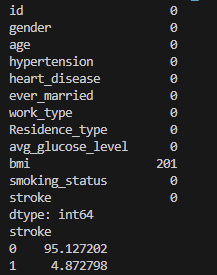 id 0
gender 0
age 0
hypertension 0
heart_disease 0
ever_married 0
work_type 0
Residence_type 0
avg_glucose_level 0
bmi 201
smoking_status 0
stroke 0
dtype: int64
stroke
0 95.127202
1 4.872798